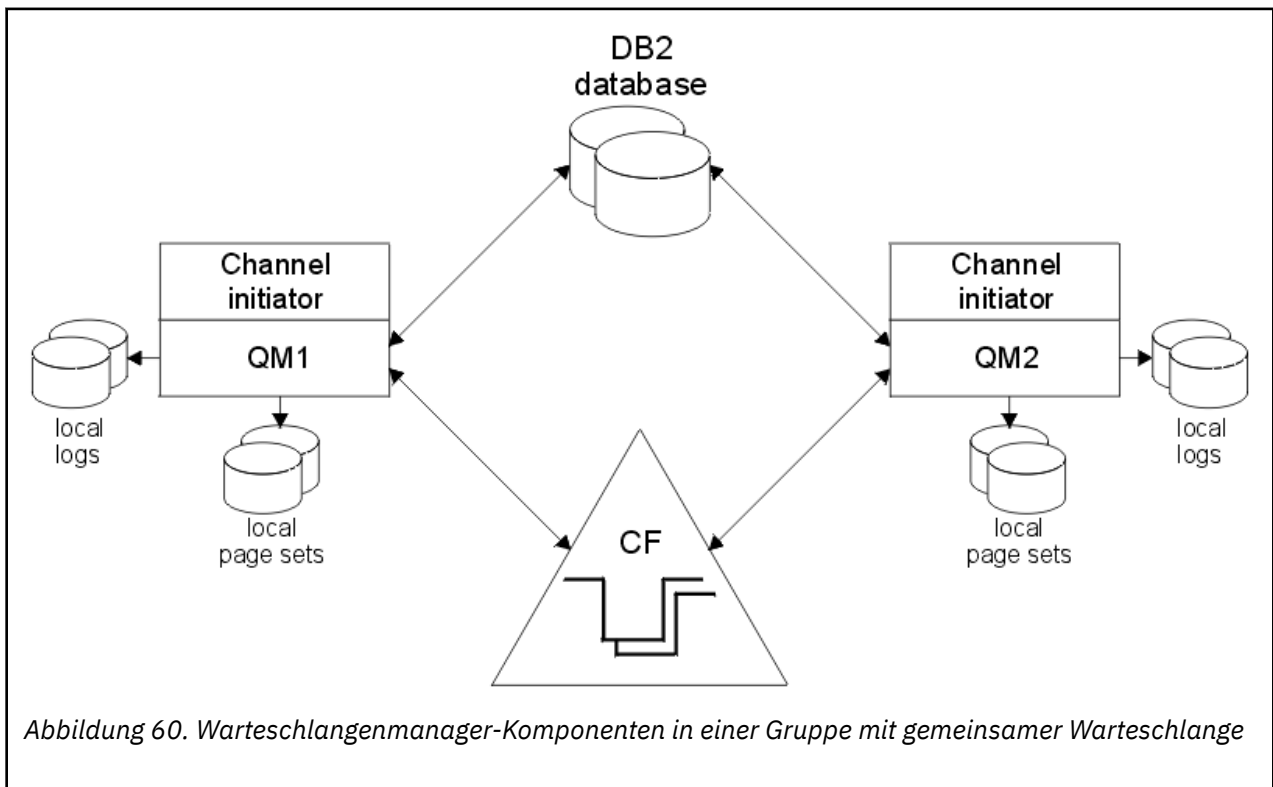 DB2
database
Channel
initiator
QM1
local
logs
local
page sets
Channel
initiator
QM2
local
logs
local
page sets
CF
Abbildung 60. Warteschlangenmanager-Komponenten in einer Gruppe mit gemeinsamer Warteschlange